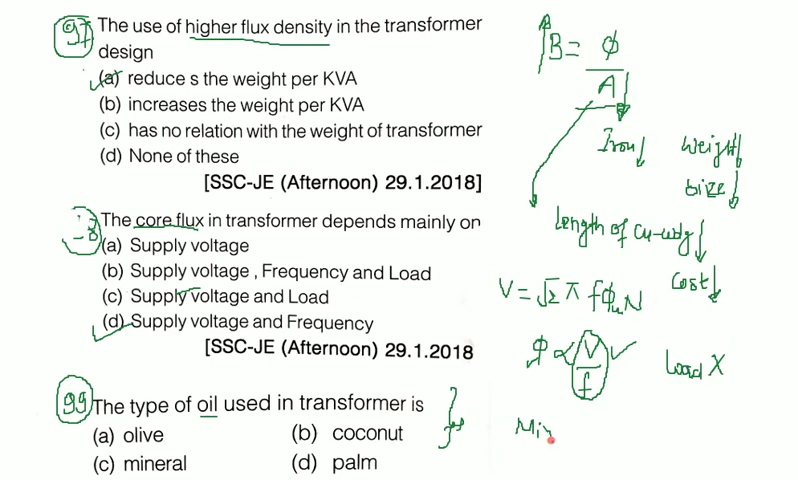 97 The use of higher flux density in the transformer
design
(a) reduce s the weight per KVA
(b) increases the weight per KVA
(c) has no relation with the weight of transformer
(d) None of these
[SSC-JE (Afternoon) 29.1.2018]
The core flux in transformer depends mainly on
(a) Supply voltage
(b) Supply voltage , Frequency and Load
(c) Supply voltage and Load
(d) Supply voltage and Frequency
[SSC-JE (Afternoon) 29.1.2018
99 The type of oil used in transformer is
(a) olive (b) coconut
(c) mineral (d) palm
↑B = ϕ/A↓
Iron↓ Weight↓
Size↓
Length of Cu-wdg↓
Cost↓
V = √2 π f ϕm N
ϕ ∝ V/f ✓ Load X
Min